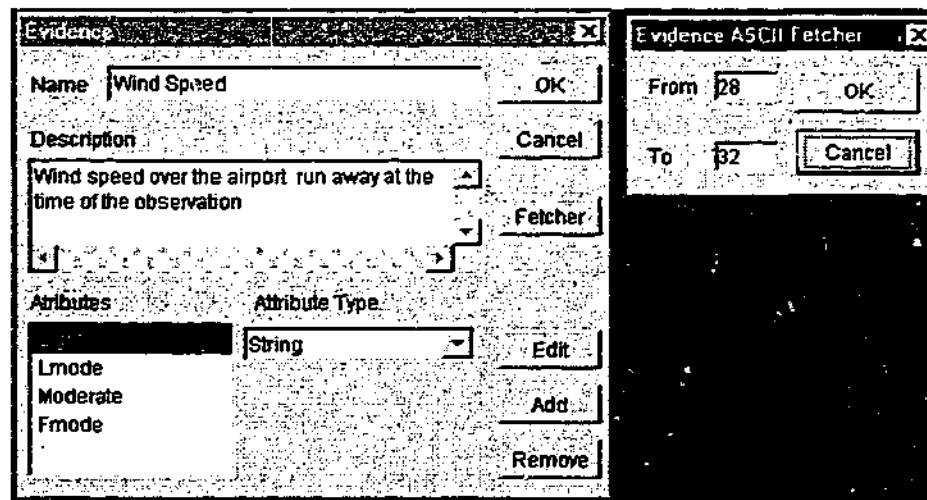 Evidence
Name Wind Speed OK
Description Cancel
Wind speed over the airport run away at the
time of the observation
Fetcher
Atributes Attribute Type
String Edit
Lmode
Moderate
Add
Fmode
Remove
Evidence ASCII Fetcher
From 28 OK
To 32 Cancel